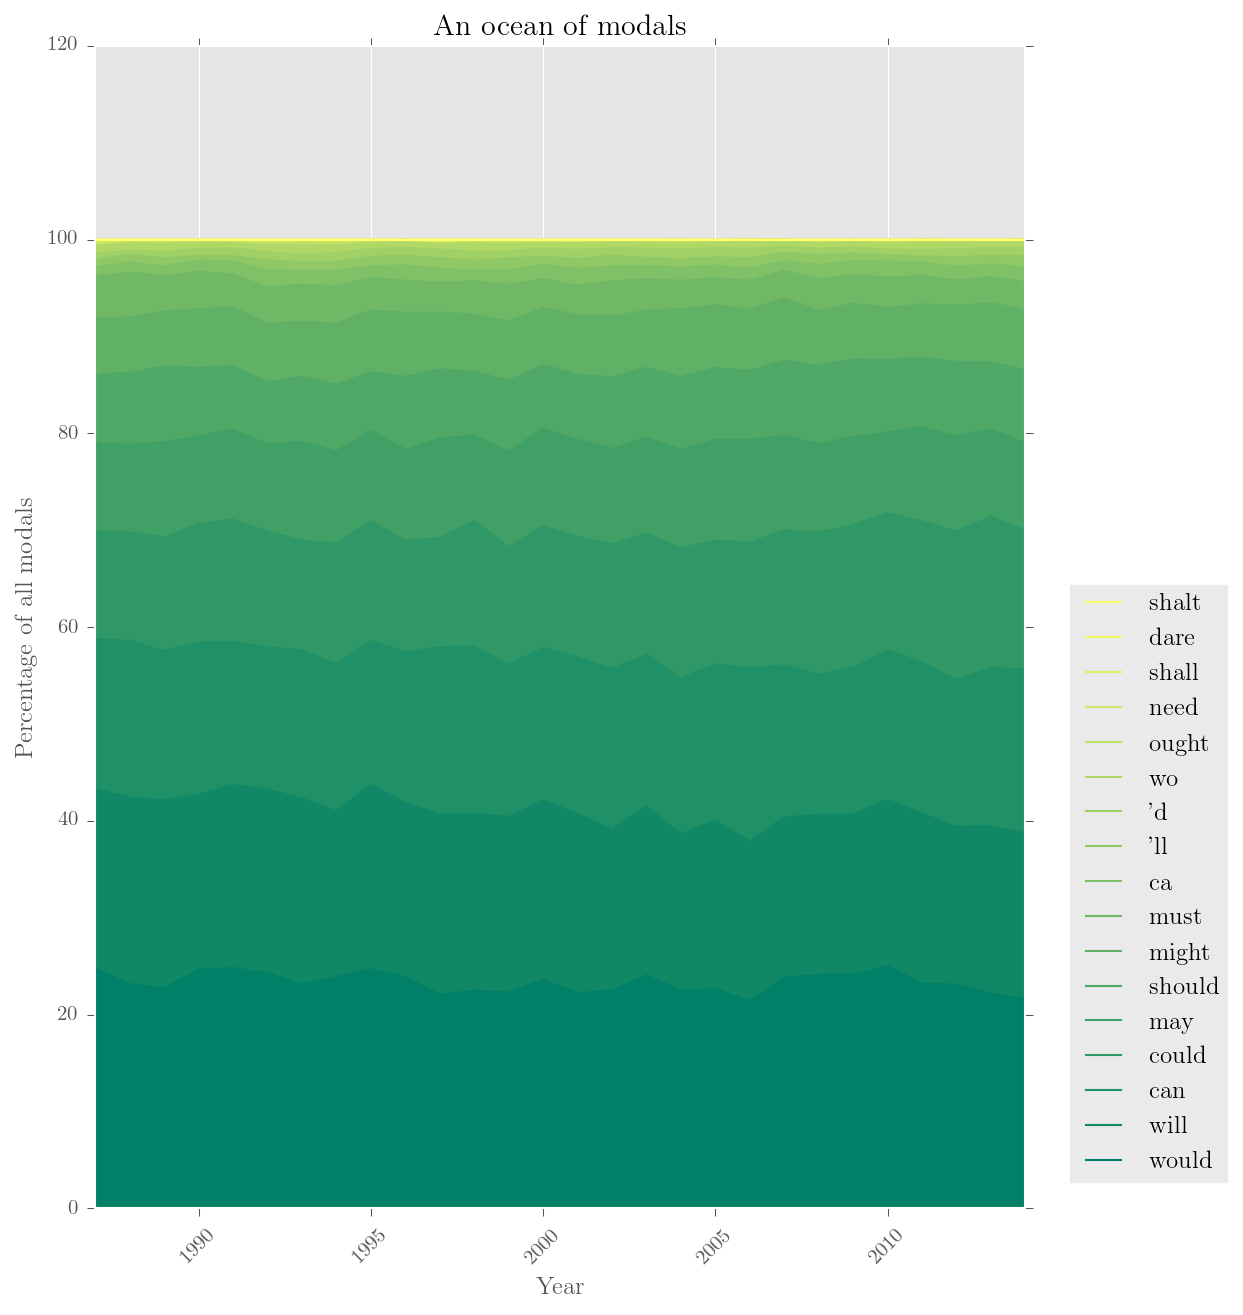 An ocean of modals
120
100
80
60
40
20
0
Percentage of all modals
1990
1995
2000
2005
2010
Year
shalt
dare
shall
need
ought
wo
'd
'll
ca
must
might
should
may
could
can
will
would